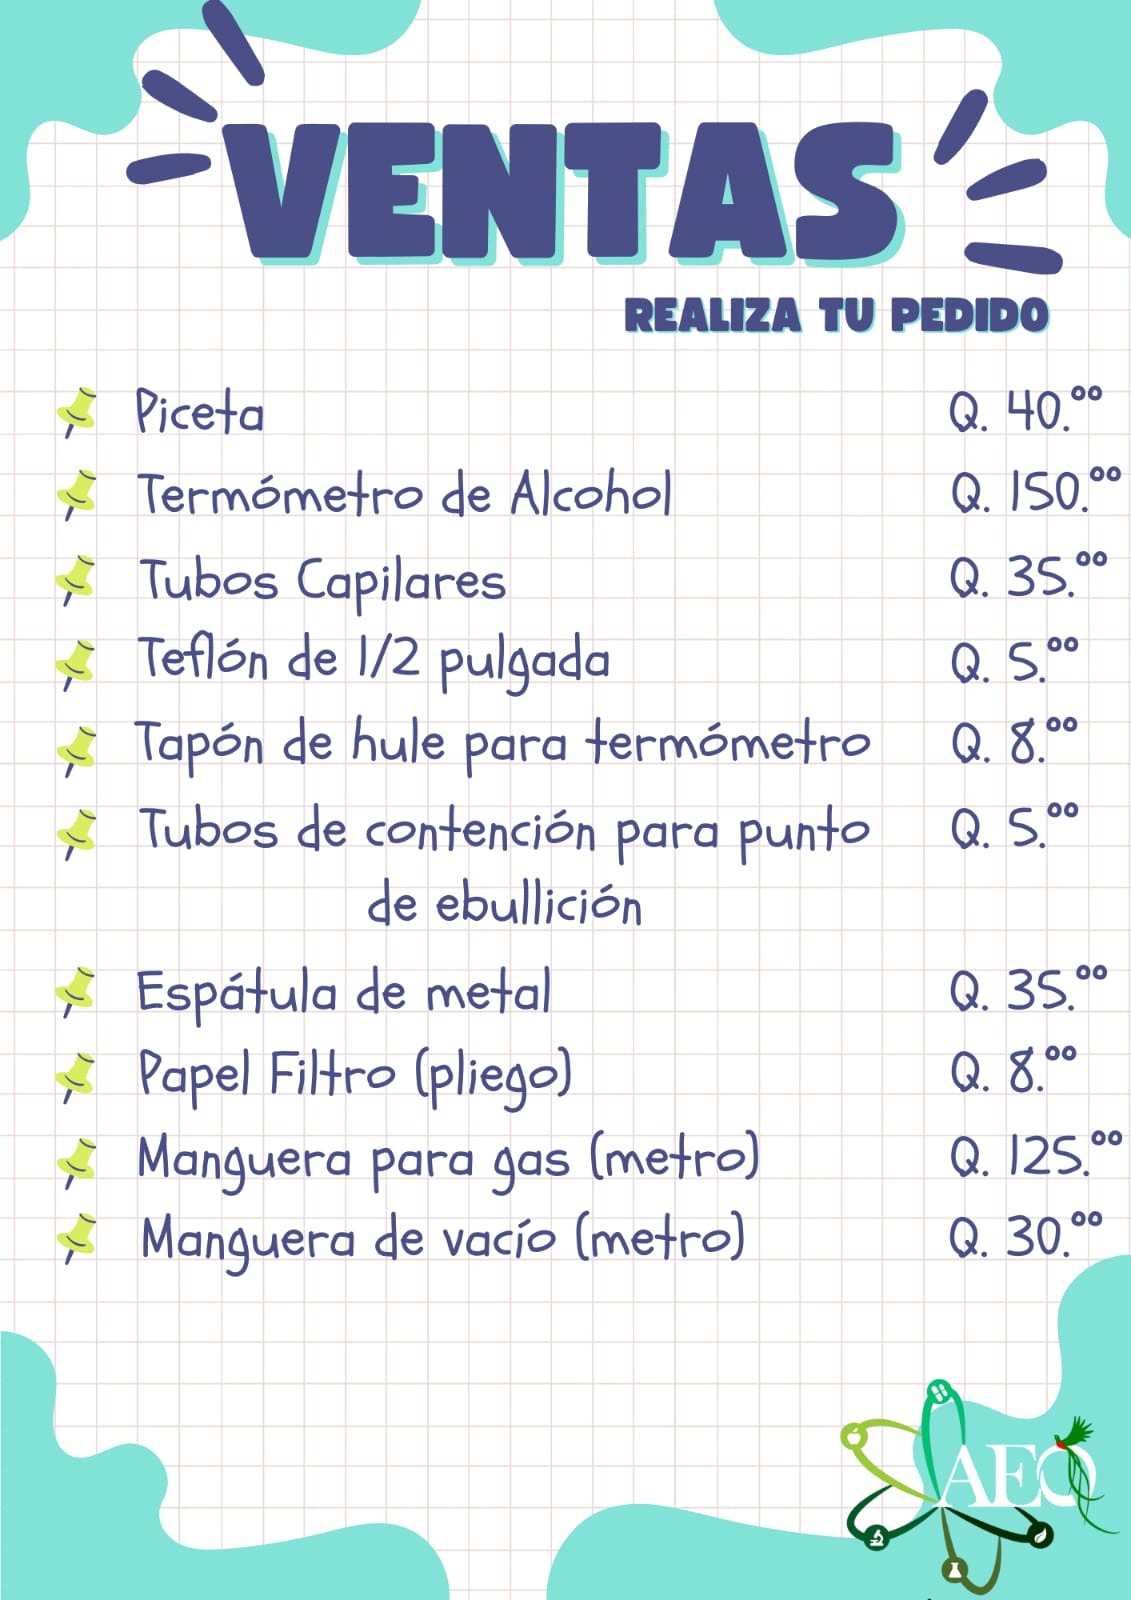 VENTAS
REALIZA TU PEDIDO
Piceta Q. 40.⁰⁰
Termómetro de Alcohol Q. 150.⁰⁰
Tubos Capilares Q. 35.⁰⁰
Teflón de 1/2 pulgada Q. 5.⁰⁰
Tapón de hule para termómetro Q. 8.⁰⁰
Tubos de contención para punto Q. 5.⁰⁰
de ebullición
Espátula de metal Q. 35.⁰⁰
Papel Filtro (pliego) Q. 8.⁰⁰
Manguera para gas (metro) Q. 125.⁰⁰
Manguera de vacío (metro) Q. 30.⁰⁰
AEQ